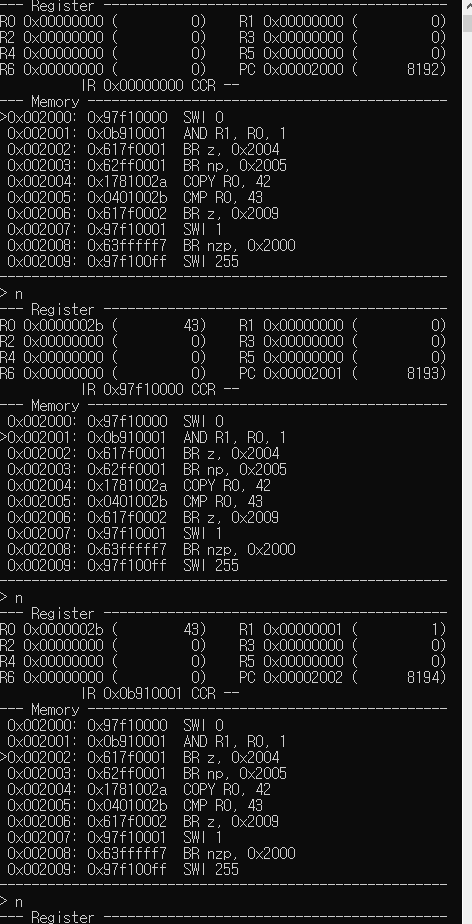 --- Register ---------------------------------------------
R0 0x00000000 (         0)    R1 0x00000000 (         0)
R2 0x00000000 (         0)    R3 0x00000000 (         0)
R4 0x00000000 (         0)    R5 0x00000000 (         0)
R6 0x00000000 (         0)    PC 0x00002000 (      8192)
IR 0x00000000 CCR --
--- Memory -----------------------------------------------
>0x002000: 0x97f10000  SWI 0
0x002001: 0x0b910001  AND R1, R0, 1
0x002002: 0x617f0001  BR z, 0x2004
0x002003: 0x62ff0001  BR np, 0x2005
0x002004: 0x1781002a  COPY R0, 42
0x002005: 0x0401002b  CMP R0, 43
0x002006: 0x617f0002  BR z, 0x2009
0x002007: 0x97f10001  SWI 1
0x002008: 0x63fffff7  BR nzp, 0x2000
0x002009: 0x97f100ff  SWI 255
----------------------------------------------------------
> n
--- Register ---------------------------------------------
R0 0x0000002b (        43)    R1 0x00000000 (         0)
R2 0x00000000 (         0)    R3 0x00000000 (         0)
R4 0x00000000 (         0)    R5 0x00000000 (         0)
R6 0x00000000 (         0)    PC 0x00002001 (      8193)
IR 0x97f10000 CCR --
--- Memory -----------------------------------------------
0x002000: 0x97f10000  SWI 0
>0x002001: 0x0b910001  AND R1, R0, 1
0x002002: 0x617f0001  BR z, 0x2004
0x002003: 0x62ff0001  BR np, 0x2005
0x002004: 0x1781002a  COPY R0, 42
0x002005: 0x0401002b  CMP R0, 43
0x002006: 0x617f0002  BR z, 0x2009
0x002007: 0x97f10001  SWI 1
0x002008: 0x63fffff7  BR nzp, 0x2000
0x002009: 0x97f100ff  SWI 255
----------------------------------------------------------
> n
--- Register ---------------------------------------------
R0 0x0000002b (        43)    R1 0x00000001 (         1)
R2 0x00000000 (         0)    R3 0x00000000 (         0)
R4 0x00000000 (         0)    R5 0x00000000 (         0)
R6 0x00000000 (         0)    PC 0x00002002 (      8194)
IR 0x0b910001 CCR --
--- Memory -----------------------------------------------
0x002000: 0x97f10000  SWI 0
0x002001: 0x0b910001  AND R1, R0, 1
>0x002002: 0x617f0001  BR z, 0x2004
0x002003: 0x62ff0001  BR np, 0x2005
0x002004: 0x1781002a  COPY R0, 42
0x002005: 0x0401002b  CMP R0, 43
0x002006: 0x617f0002  BR z, 0x2009
0x002007: 0x97f10001  SWI 1
0x002008: 0x63fffff7  BR nzp, 0x2000
0x002009: 0x97f100ff  SWI 255
----------------------------------------------------------
> n
--- Register ---------------------------------------------